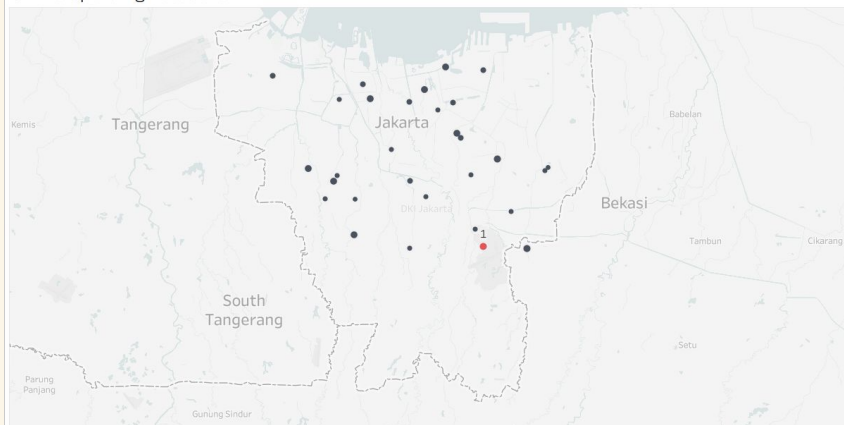 Babelan
Kemis
Tangerang
Jakarta
Bekasi
DKI Jakarta
1
Tambun
Cikarang
South
Tangerang
Setu
Parung
Panjang
Gunung Sindur